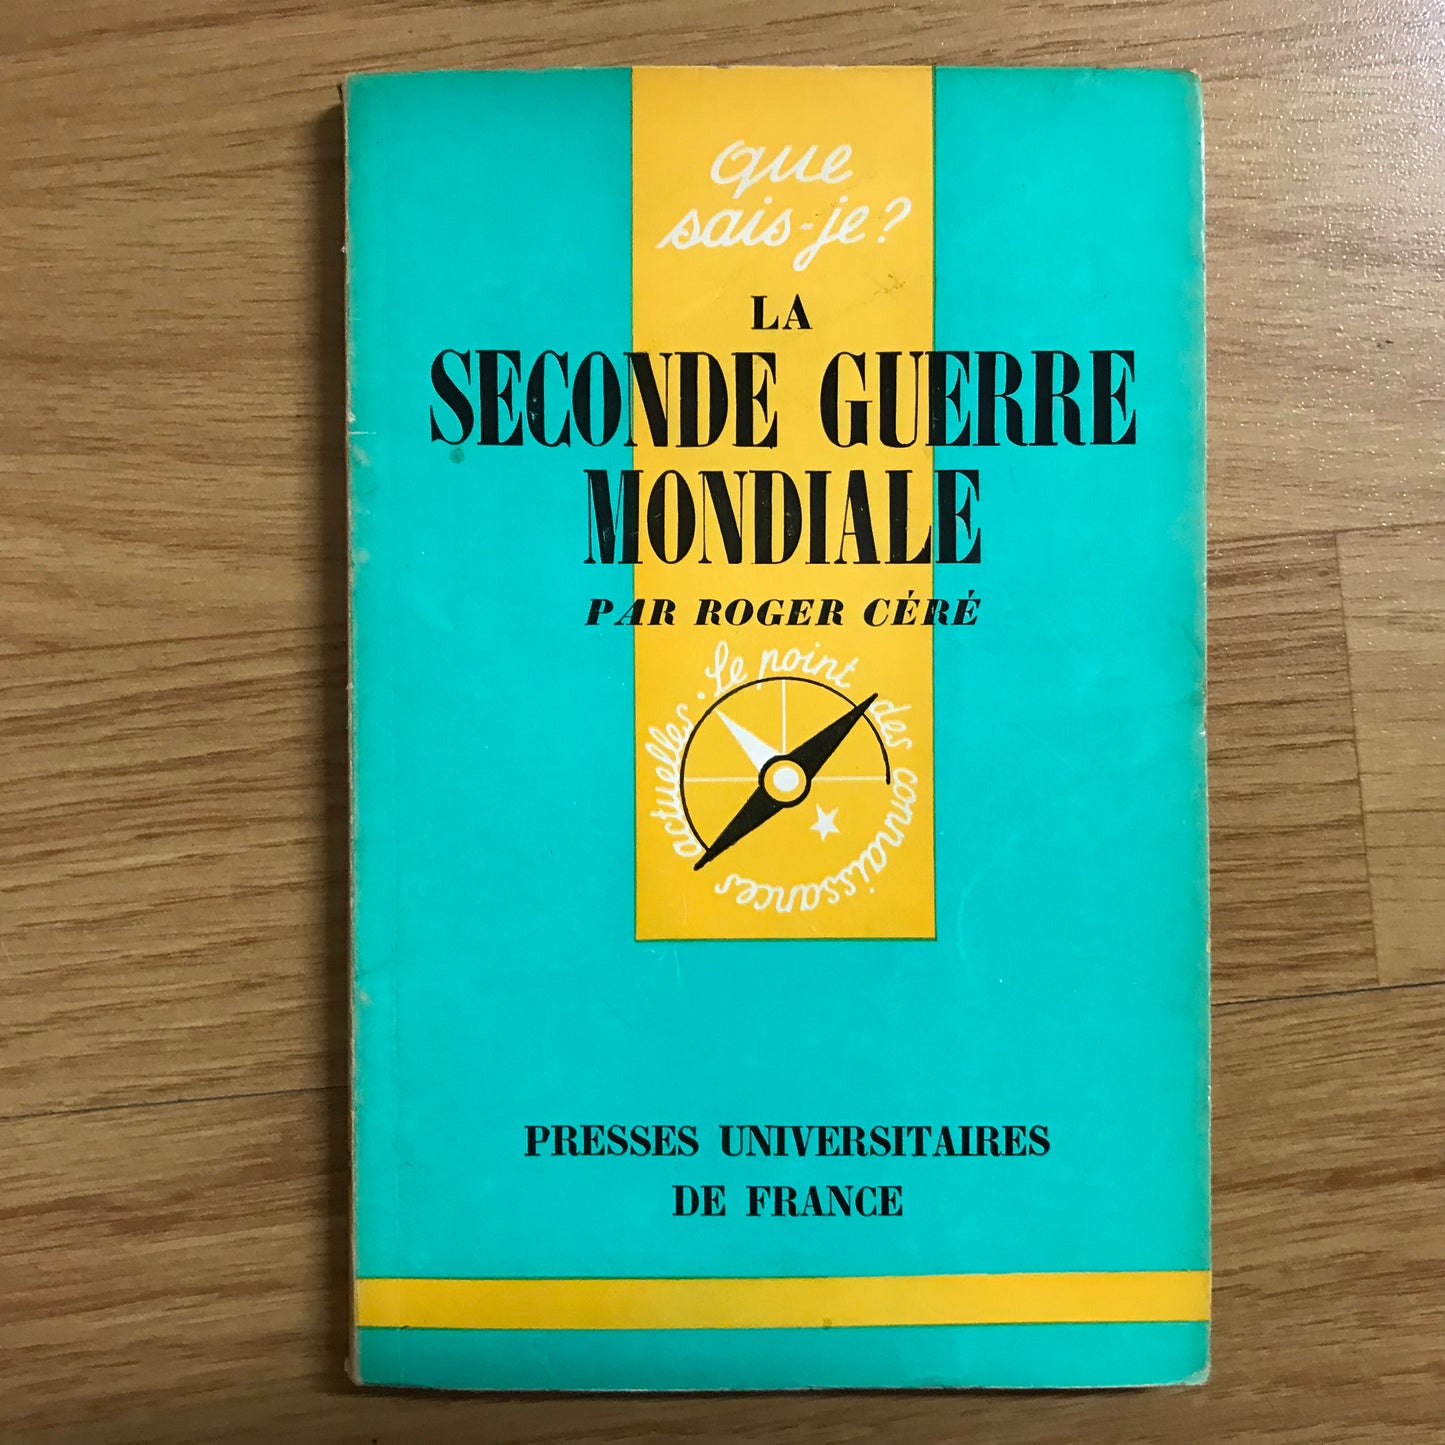 que
sais-je?
LA
SECONDE GUERRE
MONDIALE
PAR ROGER CÉRÉ
Le point des connaissances actuelles.
PRESSES UNIVERSITAIRES
DE FRANCE